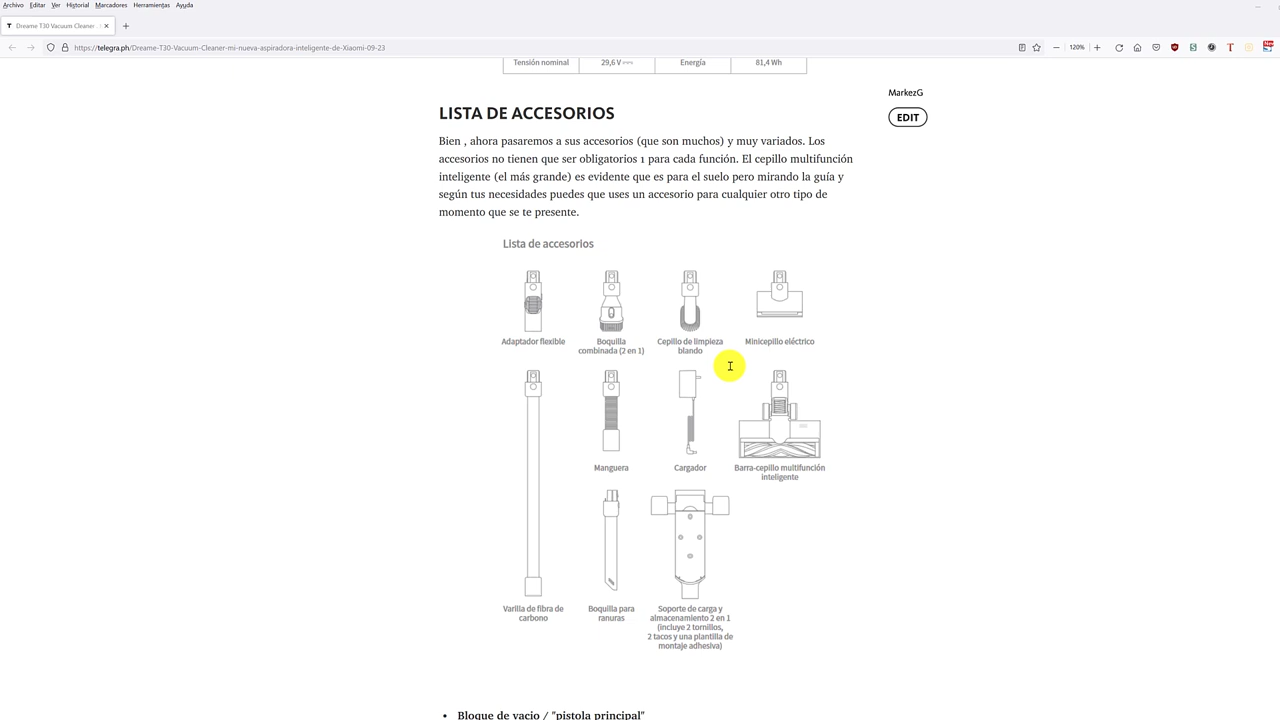 Archivo Editar Ver Historial Marcadores Herramientas Ayuda
Dreame T30 Vacuum Cleaner
https://telegra.ph/Dreame-T30-Vacuum-Cleaner-mi-nueva-aspiradora-inteligente-de-Xiaomi-09-23
120%
Tensión nominal 29,6 V Energía 81,4 Wh
MarkezG
EDIT
LISTA DE ACCESORIOS
Bien , ahora pasaremos a sus accesorios (que son muchos) y muy variados. Los
accesorios no tienen que ser obligatorios 1 para cada función. El cepillo multifunción
inteligente (el más grande) es evidente que es para el suelo pero mirando la guía y
según tus necesidades puedes que uses un accesorio para cualquier otro tipo de
momento que se te presente.
Lista de accesorios
Adaptador flexible
Boquilla
combinada (2 en 1)
Cepillo de limpieza
blando
Minicepillo eléctrico
Manguera
Cargador
Barra-cepillo multifunción
inteligente
Varilla de fibra de
carbono
Boquilla para
ranuras
Soporte de carga y
almacenamiento 2 en 1
(incluye 2 tornillos,
2 tacos y una plantilla de
montaje adhesiva)
• Bloque de vacio / "pistola principal"